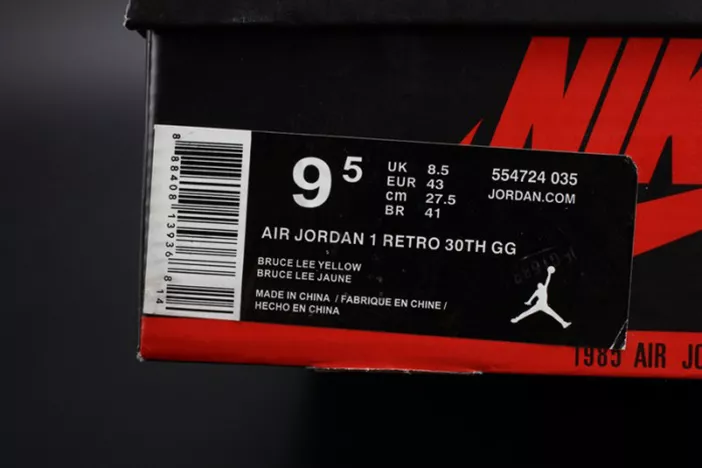 NIK
8 88408 13936 8 14
9 5
UK 8.5
EUR 43
cm 27.5
BR 41
554724 035
JORDAN.COM
AIR JORDAN 1 RETRO 30TH GG
BRUCE LEE YELLOW
BRUCE LEE JAUNE
MADE IN CHINA / FABRIQUE EN CHINE /
HECHO EN CHINA
1985 AIR JO